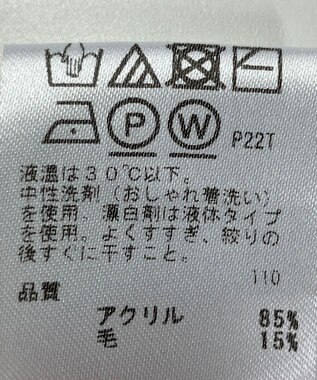 P W P22T
液温は30℃以下。
中性洗剤(おしゃれ着洗い)
を使用。漂白剤は液体タイプ
を使用。よくすすぎ、絞りの
後すぐに干すこと。
110
品質
アクリル 85%
毛 15%